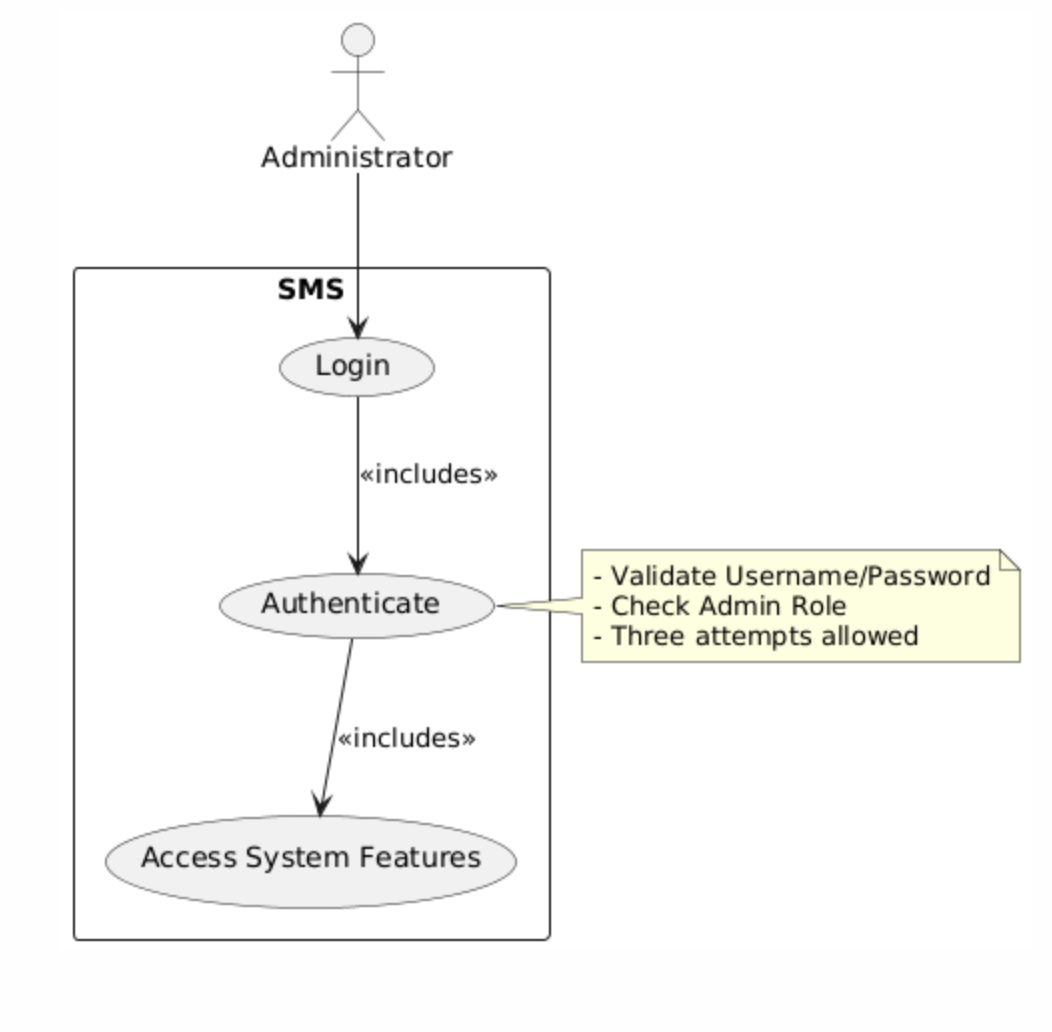 Administrator
SMS
Login
«includes»
Authenticate
- Validate Username/Password
- Check Admin Role
- Three attempts allowed
«includes»
Access System Features